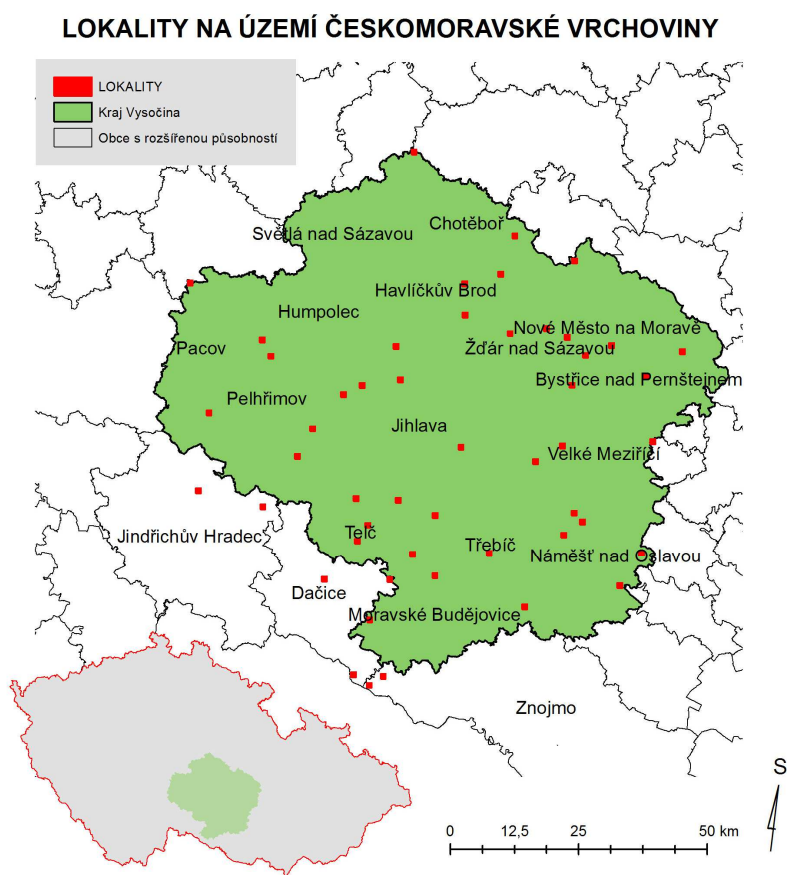 LOKALITY NA ÚZEMÍ ČESKOMORAVSKÉ VRCHOVINY
LOKALITY
Kraj Vysočina
Obce s rozšířenou působností
Chotěboř
Světlá nad Sázavou
Havlíčkův Brod
Humpolec
Nové Město na Moravě
Pacov
Žďár nad Sázavou
Bystřice nad Pernštejnem
Pelhřimov
Jihlava
Velké Meziříčí
Jindřichův Hradec
Telč
Třebíč
Náměšť nad Oslavou
Dačice
Moravské Budějovice
Znojmo
S
0 12,5 25 50 km